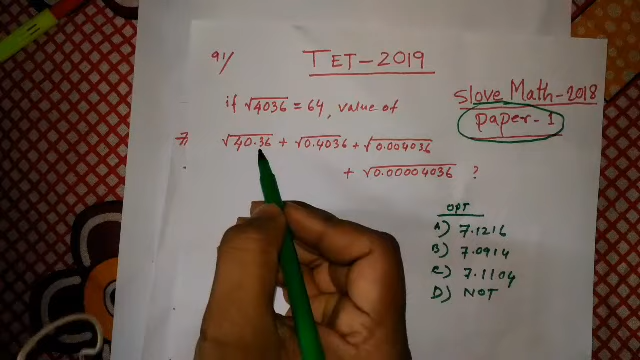 91/ TET-2019
if √4036 = 64, value of
Slove Math-2018
paper-1
⇒ √40.36 + √0.4036 + √0.004036
+ √0.00004036 ?
OPT
A) 7.1216
B) 7.0914
C) 7.1104
D) NOT